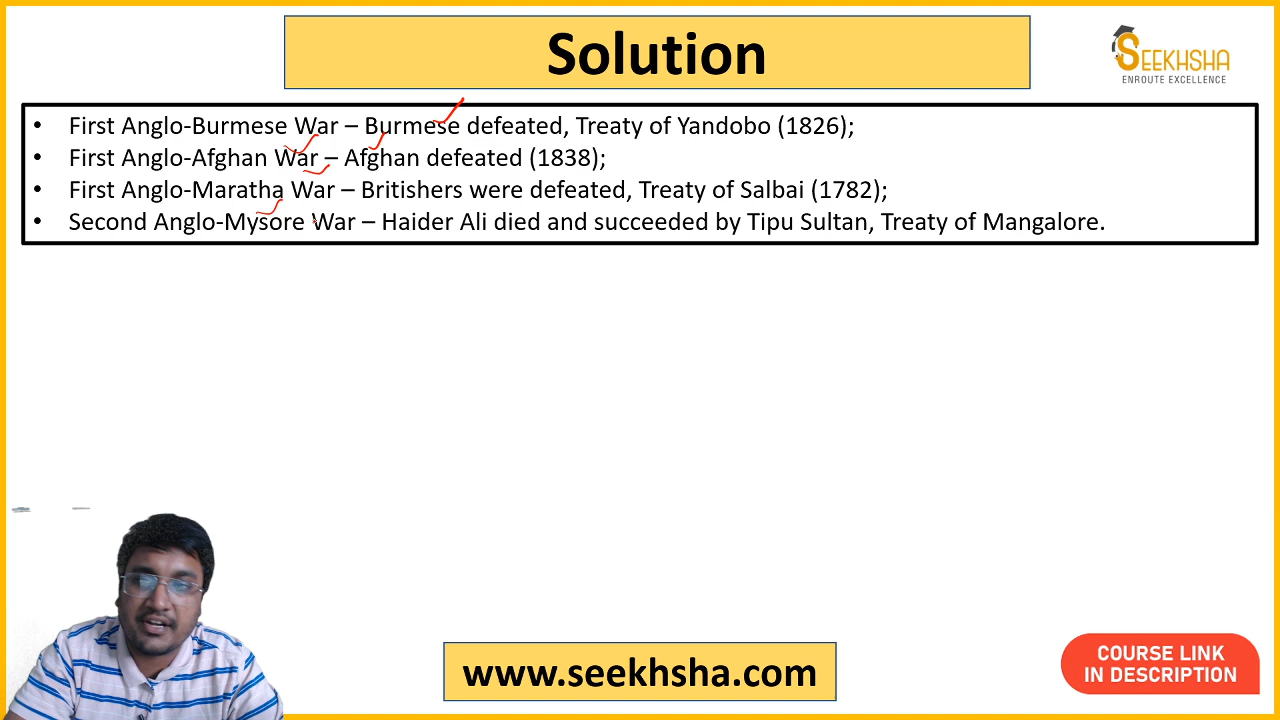 Solution
SEEKHSHA
ENROUTE EXCELLENCE
• First Anglo-Burmese War – Burmese defeated, Treaty of Yandobo (1826);
• First Anglo-Afghan War – Afghan defeated (1838);
• First Anglo-Maratha War – Britishers were defeated, Treaty of Salbai (1782);
• Second Anglo-Mysore War – Haider Ali died and succeeded by Tipu Sultan, Treaty of Mangalore.
www.seekhsha.com
COURSE LINK
IN DESCRIPTION